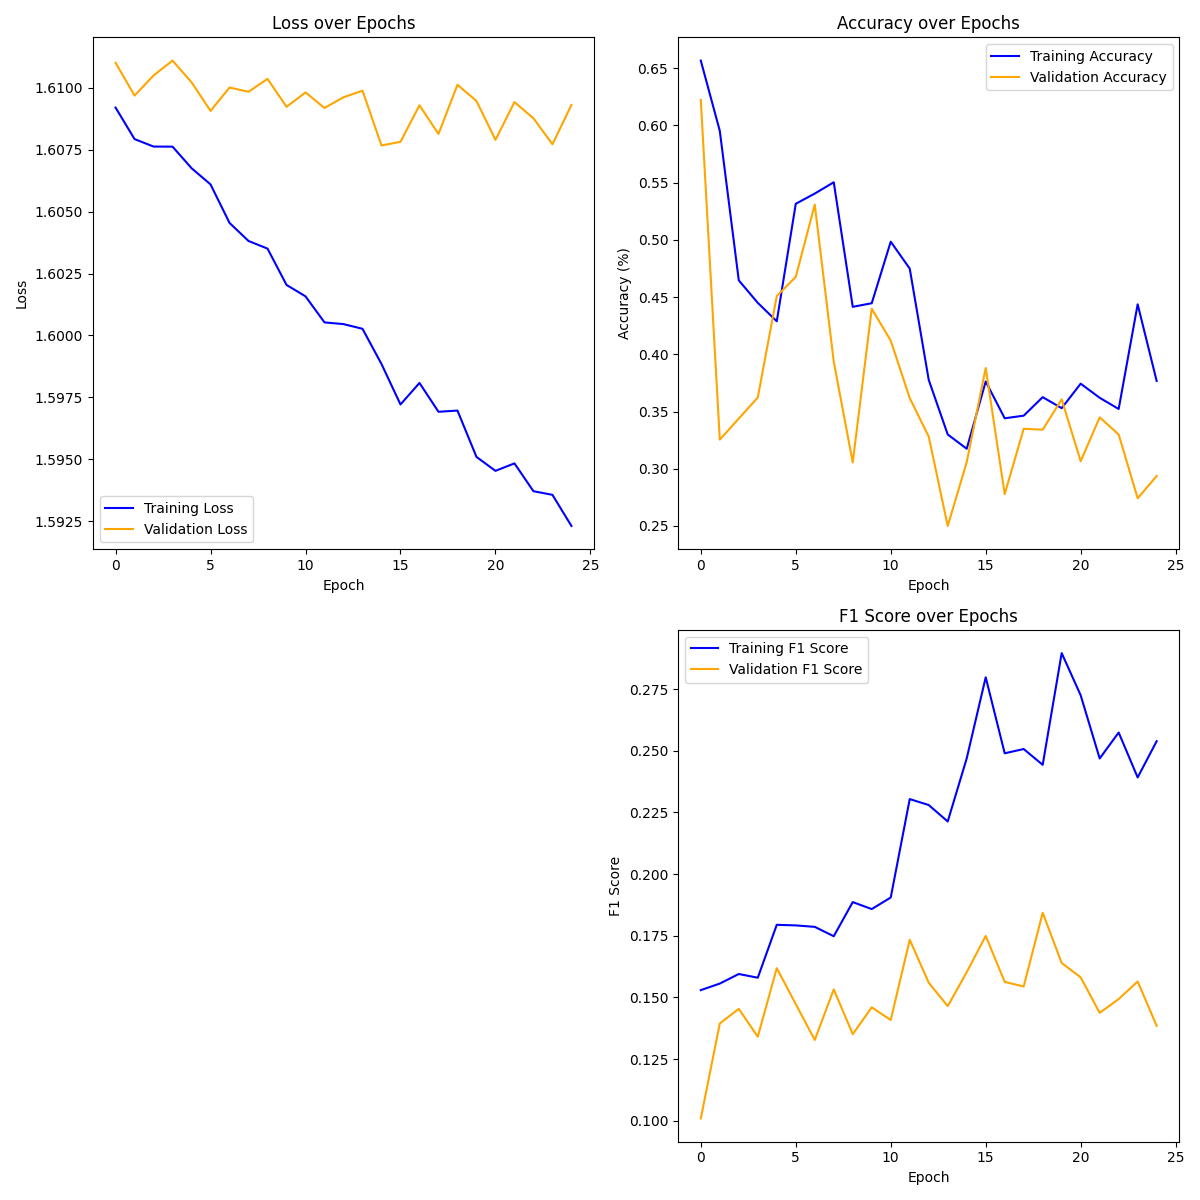 Loss over Epochs
1.6100
1.6075
1.6050
1.6025
1.6000
1.5975
1.5950
1.5925
Loss
Training Loss
Validation Loss
0 5 10 15 20 25
Epoch
Accuracy over Epochs
Training Accuracy
Validation Accuracy
0.65
0.60
0.55
0.50
0.45
0.40
0.35
0.30
0.25
Accuracy (%)
0 5 10 15 20 25
Epoch
F1 Score over Epochs
Training F1 Score
Validation F1 Score
0.275
0.250
0.225
0.200
0.175
0.150
0.125
0.100
F1 Score
0 5 10 15 20 25
Epoch